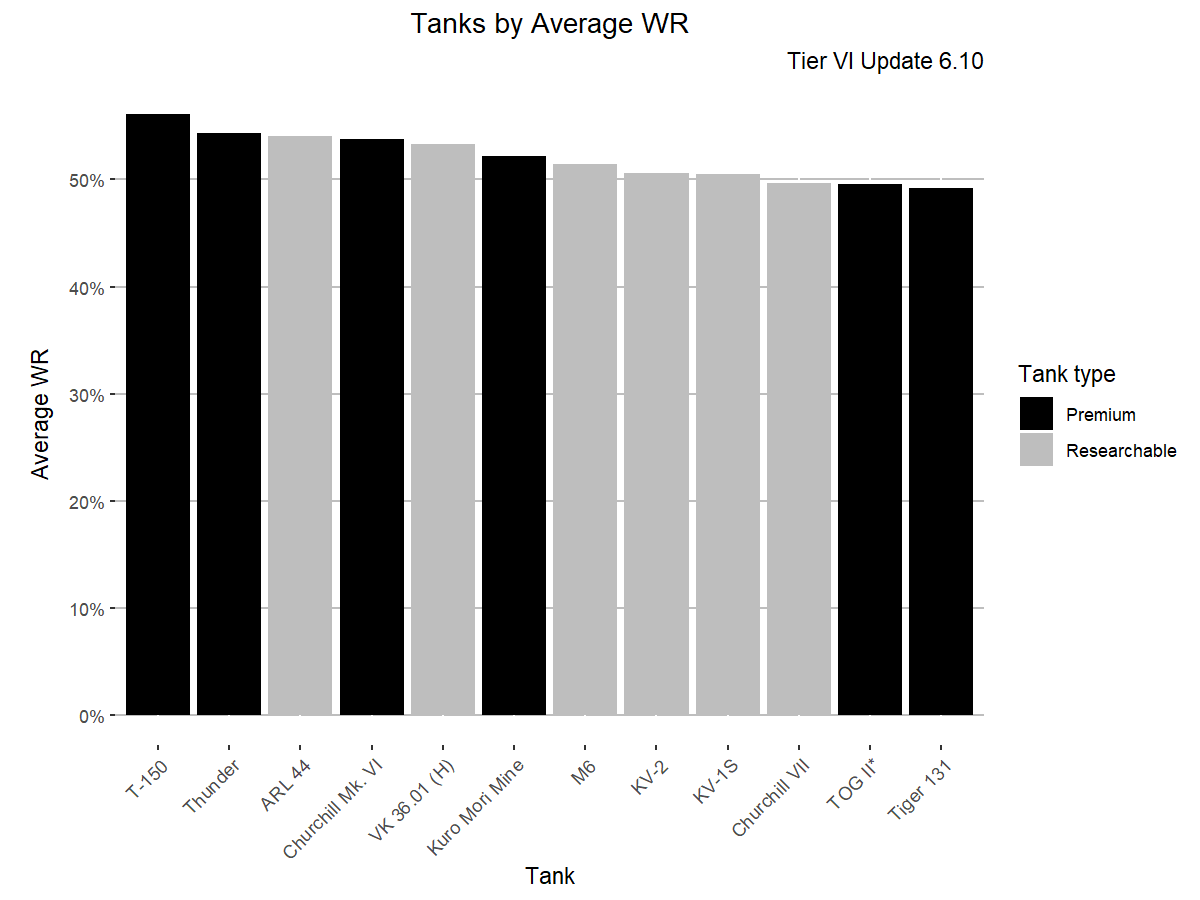 Tanks by Average WR
Tier VI Update 6.10
Average WR
50%
40%
30%
20%
10%
0%
T-150
Thunder
ARL 44
Churchill Mk. VI
VK 36.01 (H)
Kuro Mori Mine
M6
KV-2
KV-1S
Churchill VII
TOG II*
Tiger 131
Tank
Tank type
Premium
Researchable